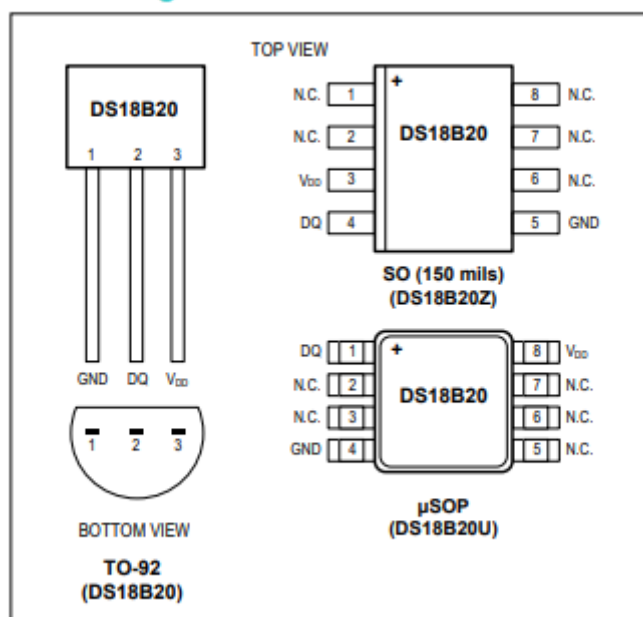 TOP VIEW
DS18B20
1 2 3
GND DQ VDD
1 2 3
BOTTOM VIEW
TO-92
(DS18B20)
N.C. 1 + 8 N.C.
N.C. 2 DS18B20 7 N.C.
VDD 3 6 N.C.
DQ 4 5 GND
SO (150 mils)
(DS18B20Z)
DQ 1 + 8 VDD
N.C. 2 DS18B20 7 N.C.
N.C. 3 6 N.C.
GND 4 5 N.C.
µSOP
(DS18B20U)